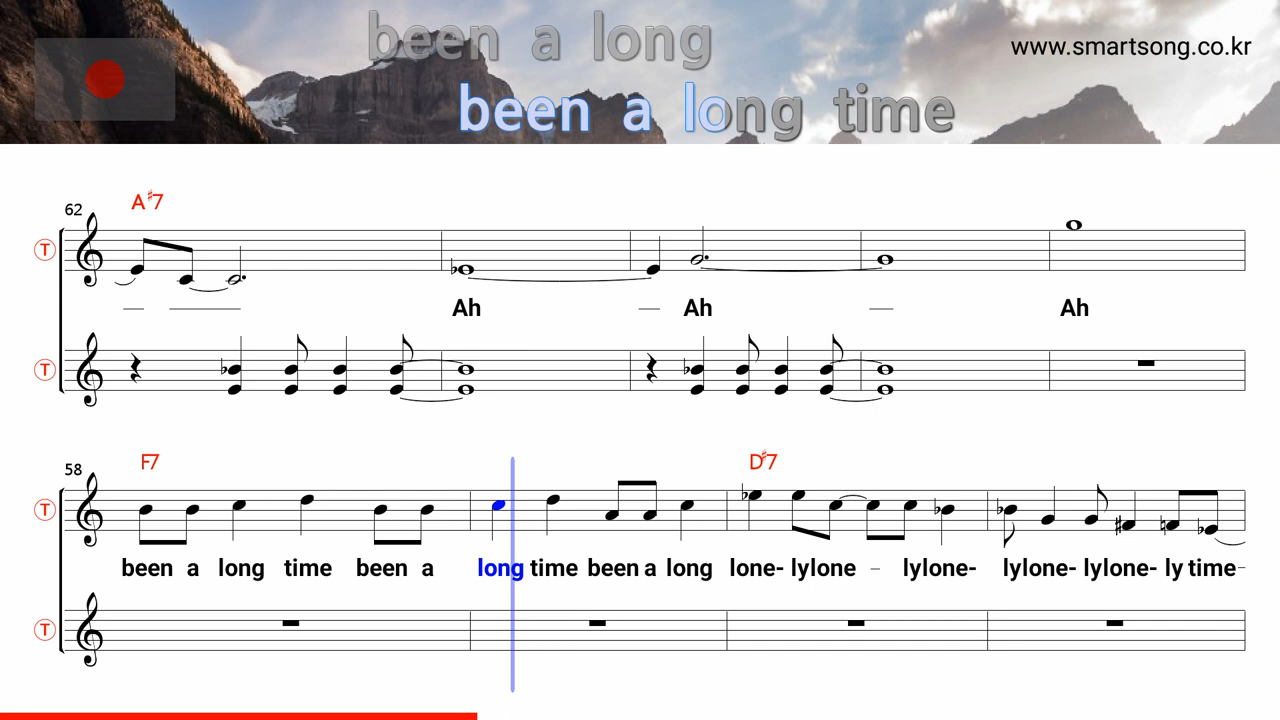 been a long
www.smartsong.co.kr
been a long time
A♯7
62
T
Ah Ah Ah
T
F7 D♯7
58
T
been a long time been a long time been a long lone- lylone - lylone- lylone- lylone- ly time-
T